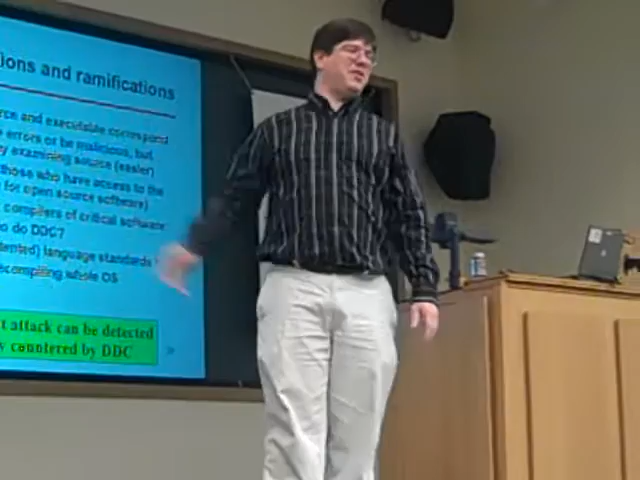 ions and ramifications
rce and executable correspond
errors or be malicious, but
y examining source (easier)
those who have access to the
for open source software)
compilers of critical software
o do DDC?
ented) language standards
ecompiling whole OS
t attack can be detected
y countered by DDC